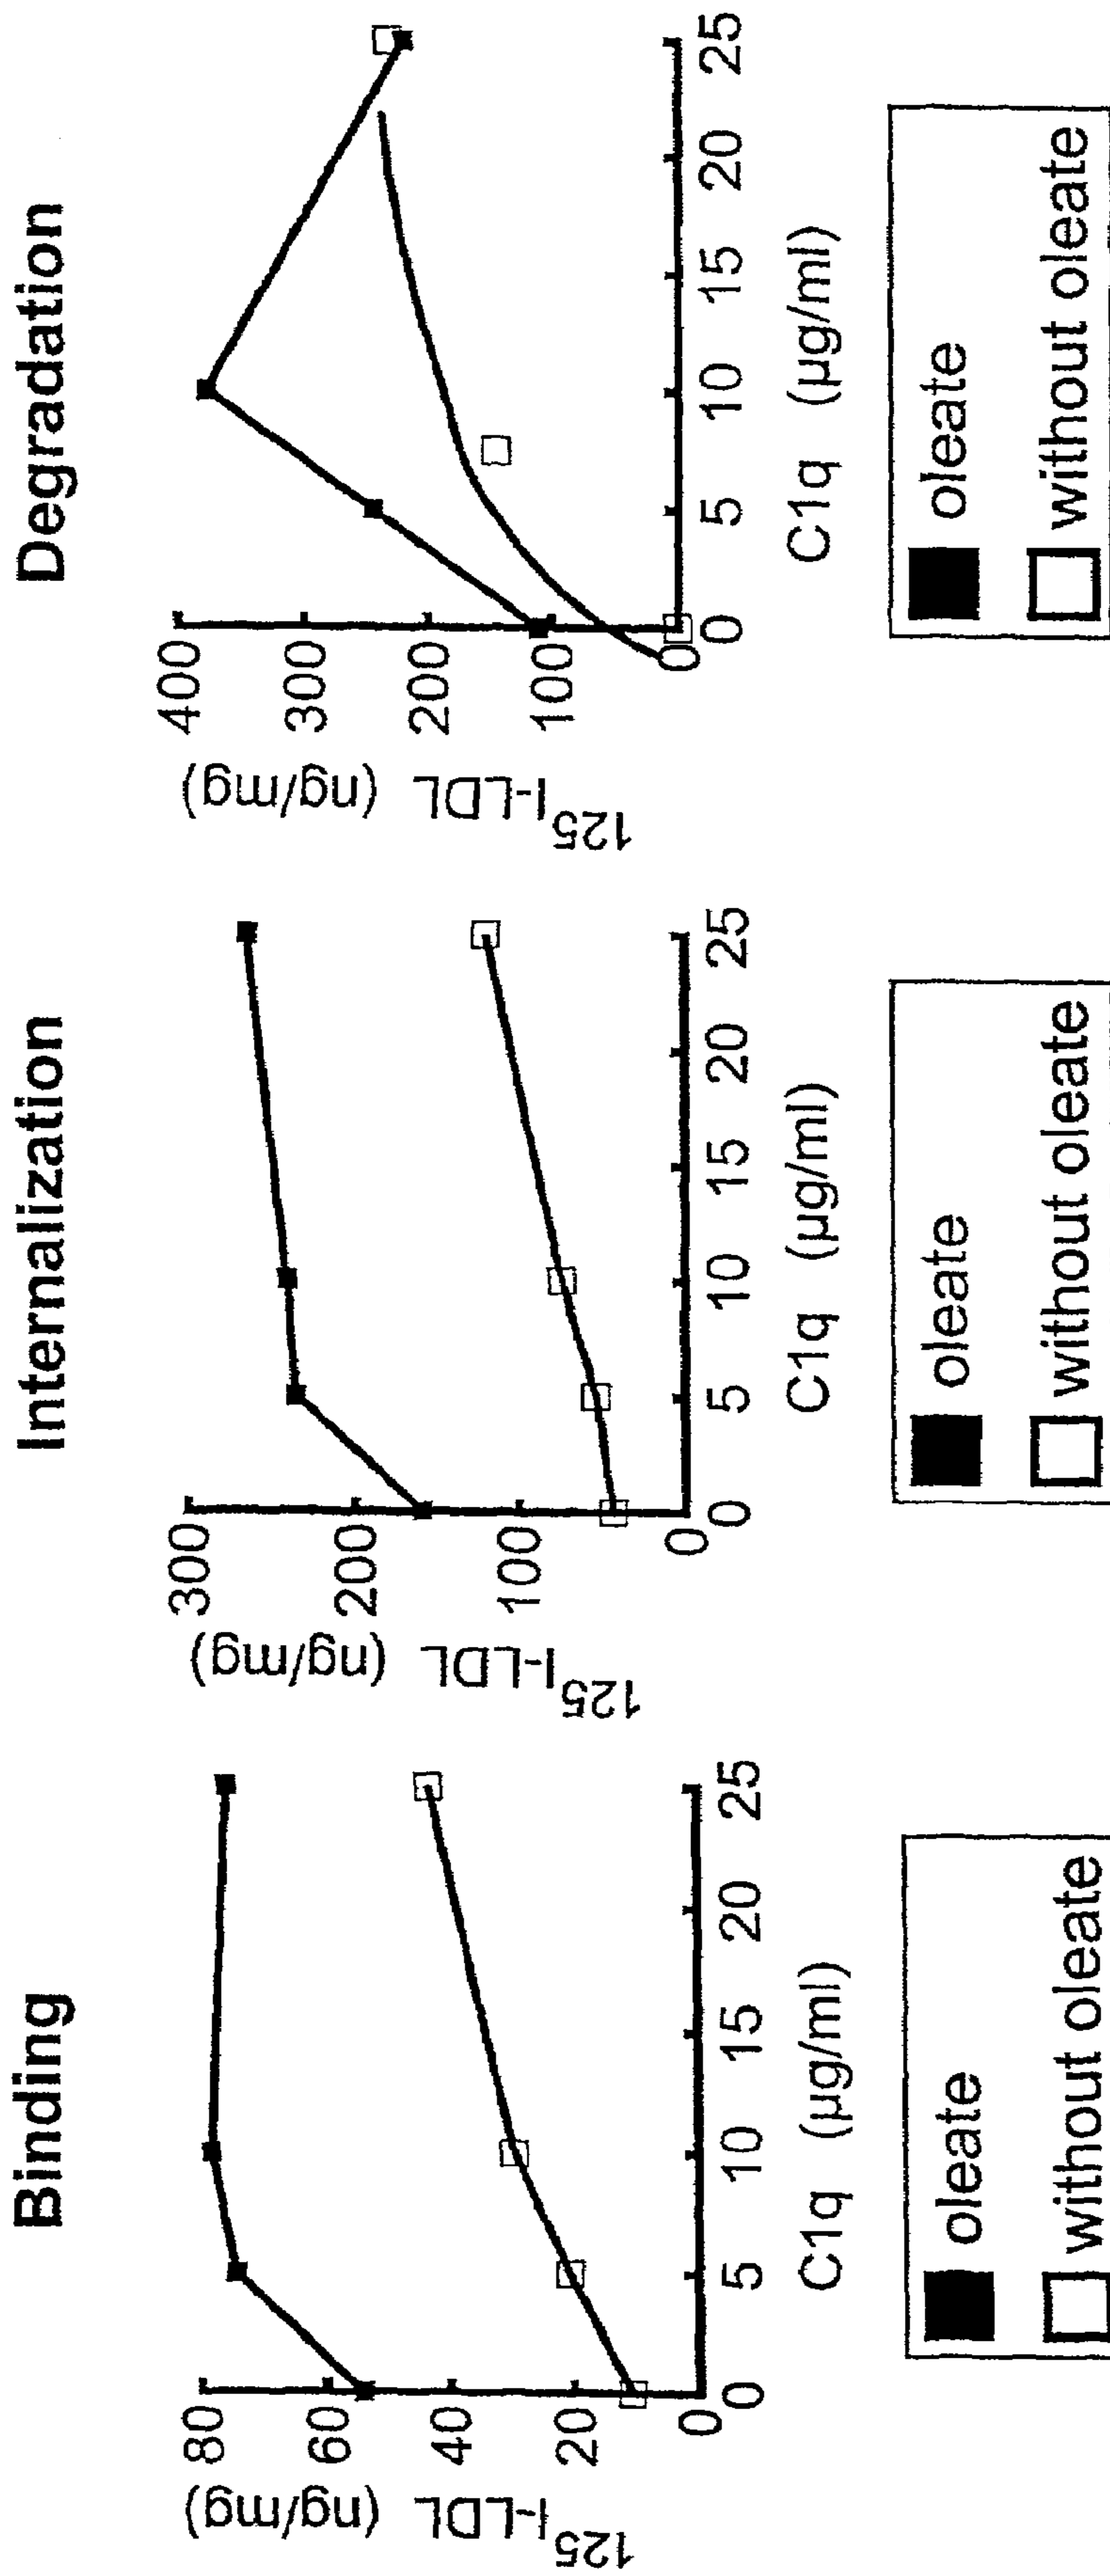 Binding
80
60
40
20
0
125I-LDL
(ng/mg)
0 5 10 15 20 25
C1q (µg/ml)
oleate
without oleate
Internalization
300
200
100
0
125I-LDL
(ng/mg)
0 5 10 15 20 25
C1q (µg/ml)
oleate
without oleate
Degradation
400
300
200
100
0
125I-LDL
(ng/mg)
0 5 10 15 20 25
C1q (µg/ml)
oleate
without oleate